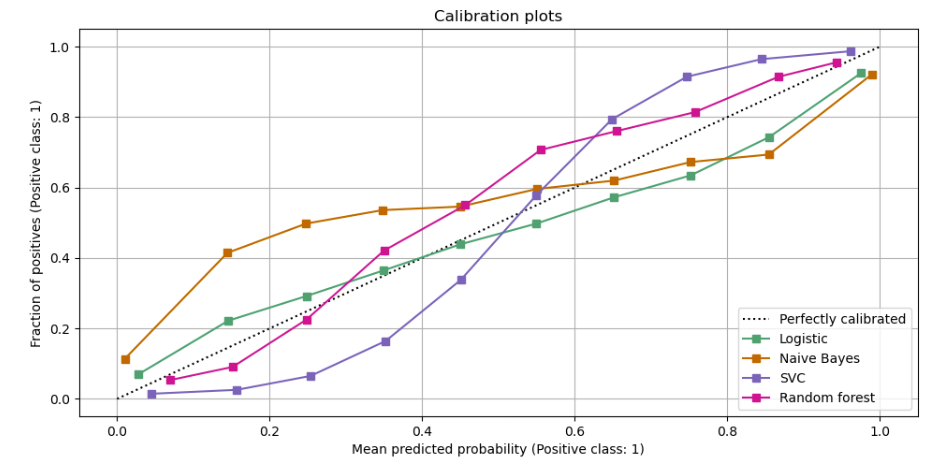 Calibration plots
Fraction of positives (Positive class: 1)
1.0
0.8
0.6
0.4
0.2
0.0
0.0 0.2 0.4 0.6 0.8 1.0
Mean predicted probability (Positive class: 1)
Perfectly calibrated
Logistic
Naive Bayes
SVC
Random forest